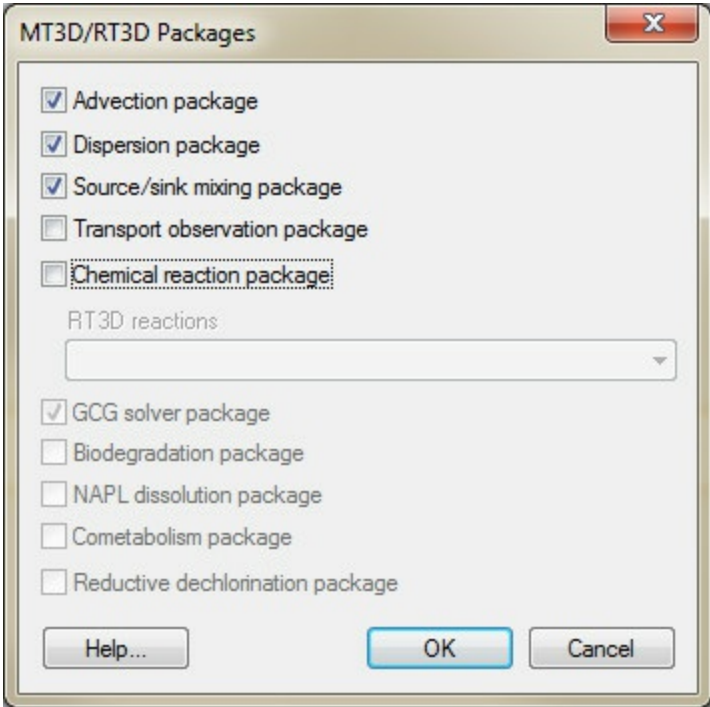 MT3D/RT3D Packages
Advection package
Dispersion package
Source/sink mixing package
Transport observation package
Chemical reaction package
RT3D reactions
GCG solver package
Biodegradation package
NAPL dissolution package
Cometabolism package
Reductive dechlorination package
Help... OK Cancel